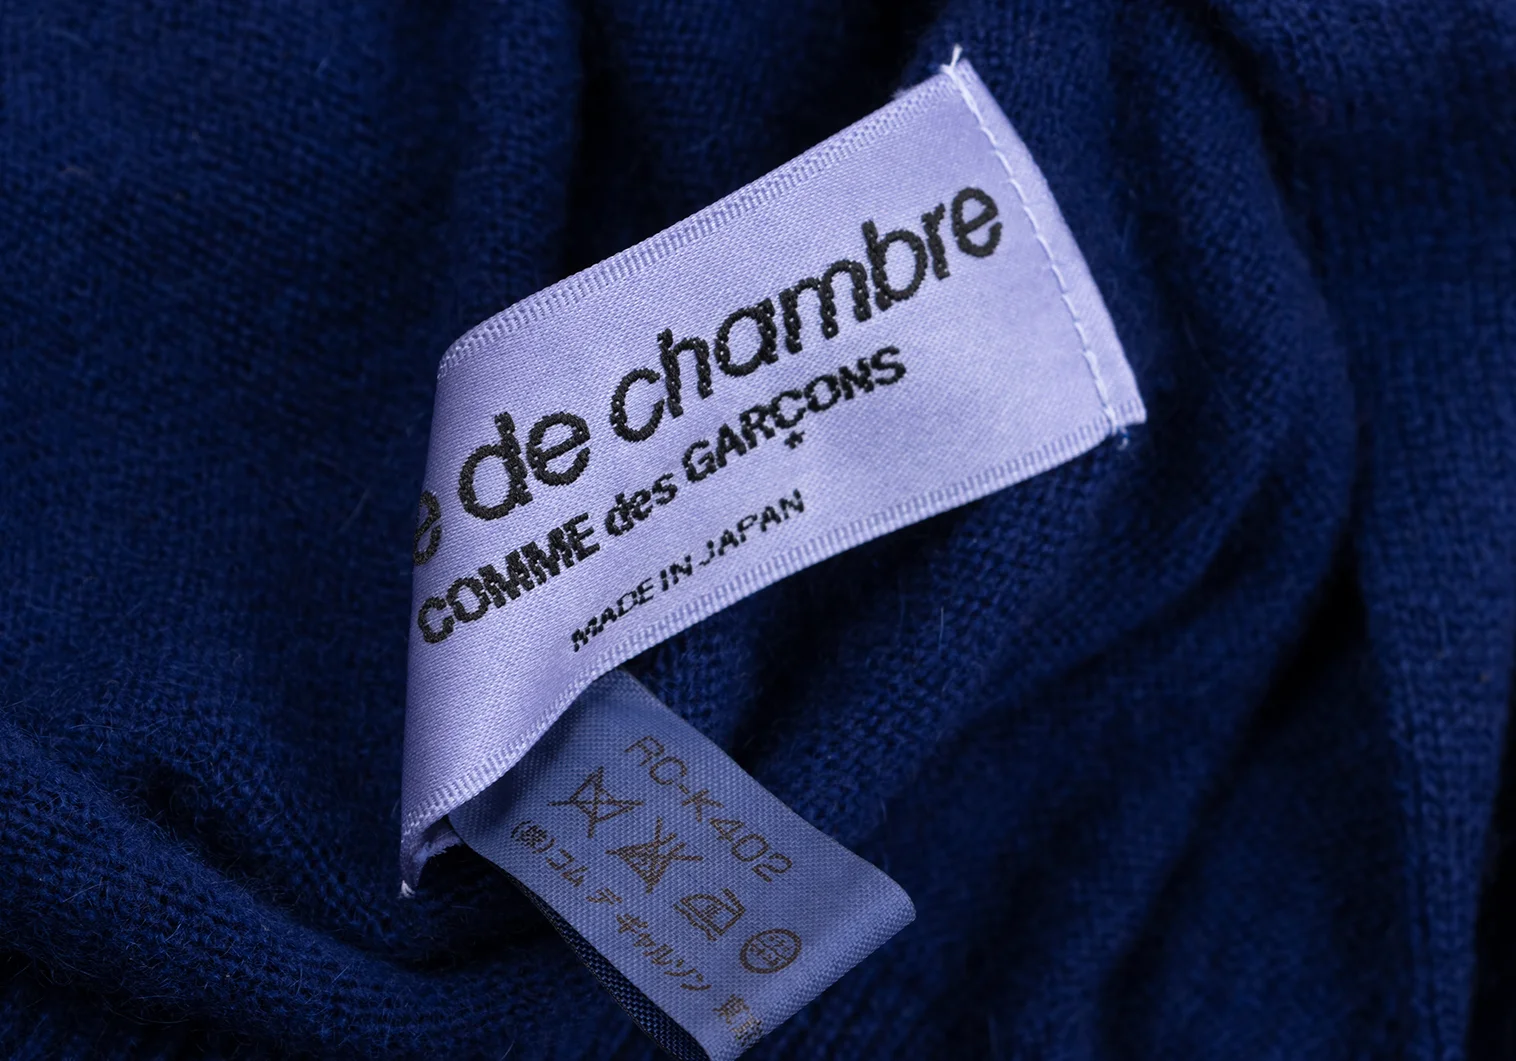 e de chambre
COMME des GARÇONS
MADE IN JAPAN
RC-K402
(株)コム デ ギャルソン